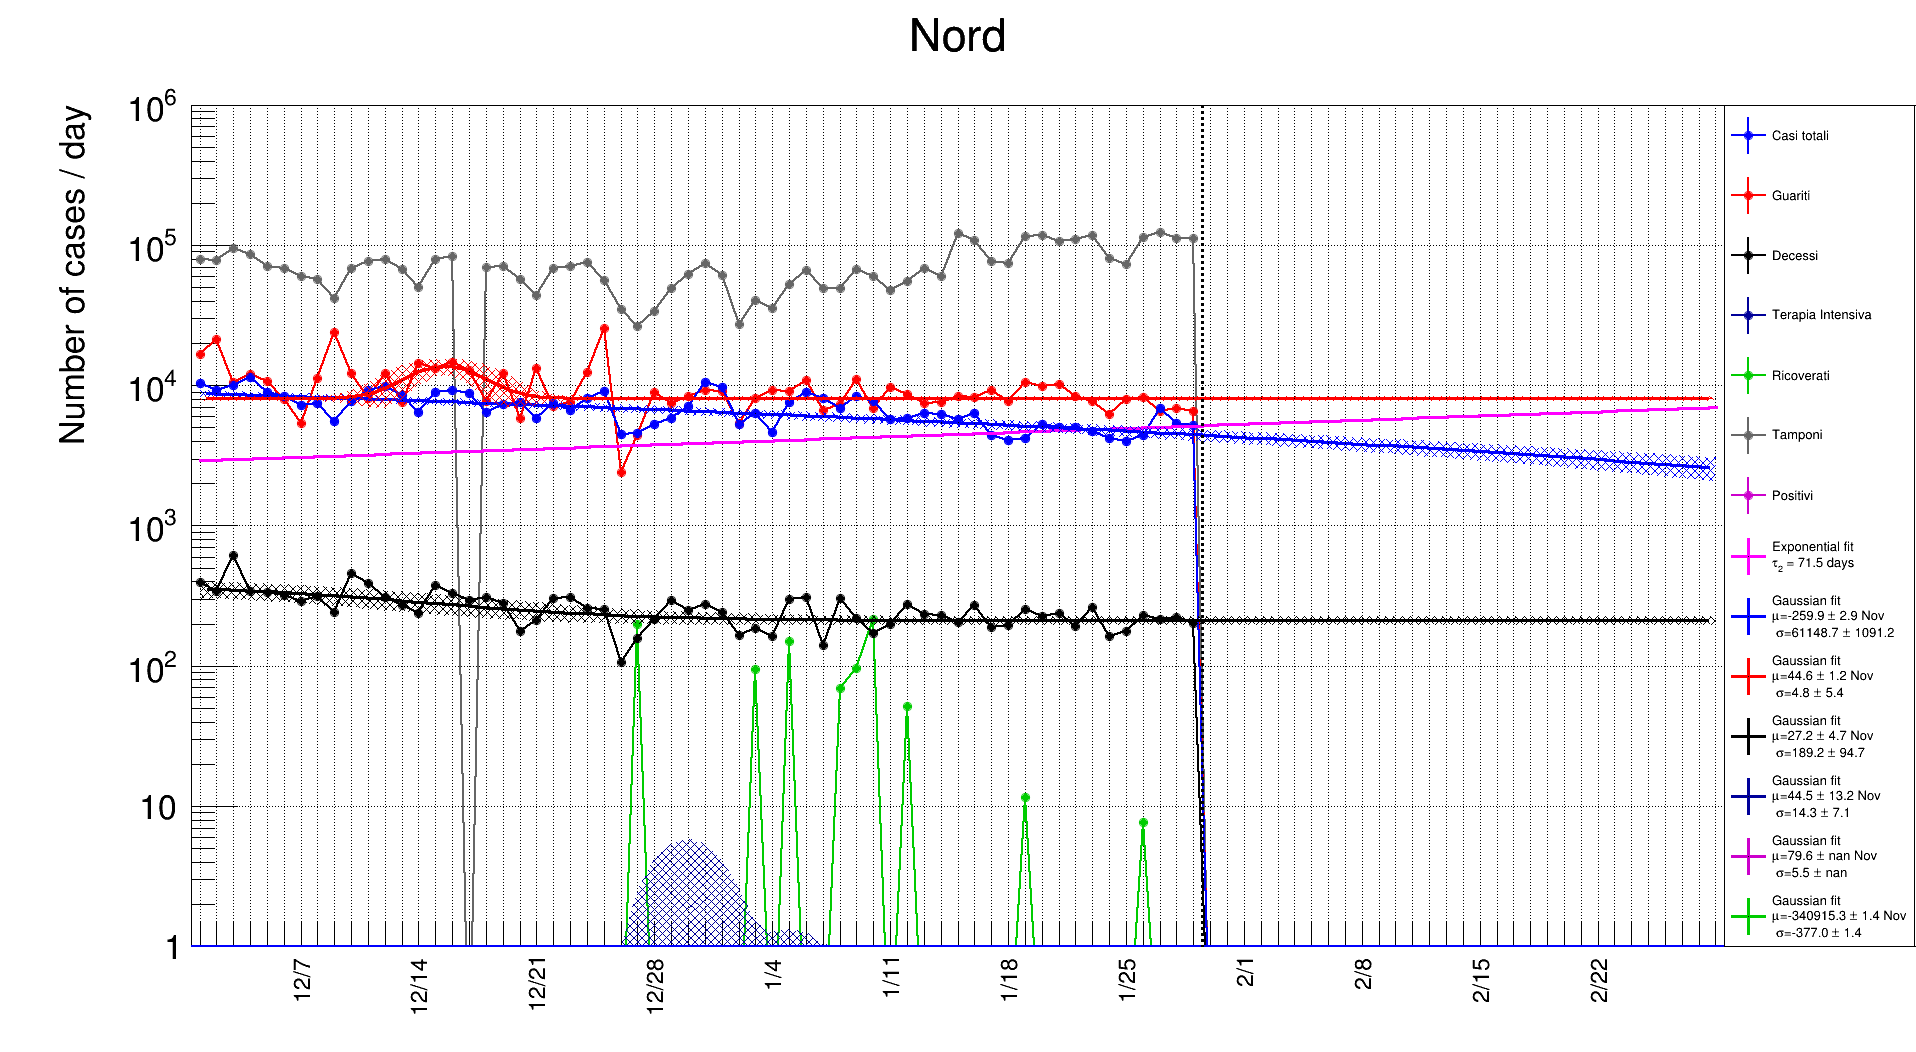 Nord
Number of cases / day
10^6
10^5
10^4
10^3
10^2
10
1
12/7
12/14
12/21
12/28
1/4
1/11
1/18
1/25
2/1
2/8
2/15
2/22
Casi totali
Guariti
Decessi
Terapia Intensiva
Ricoverati
Tamponi
Positivi
Exponential fit
τ_2 = 71.5 days
Gaussian fit
μ=-259.9 ± 2.9 Nov
σ=61148.7 ± 1091.2
Gaussian fit
μ=44.6 ± 1.2 Nov
σ=4.8 ± 5.4
Gaussian fit
μ=27.2 ± 4.7 Nov
σ=189.2 ± 94.7
Gaussian fit
μ=44.5 ± 13.2 Nov
σ=14.3 ± 7.1
Gaussian fit
μ=79.6 ± nan Nov
σ=5.5 ± nan
Gaussian fit
μ=-340915.3 ± 1.4 Nov
σ=-377.0 ± 1.4